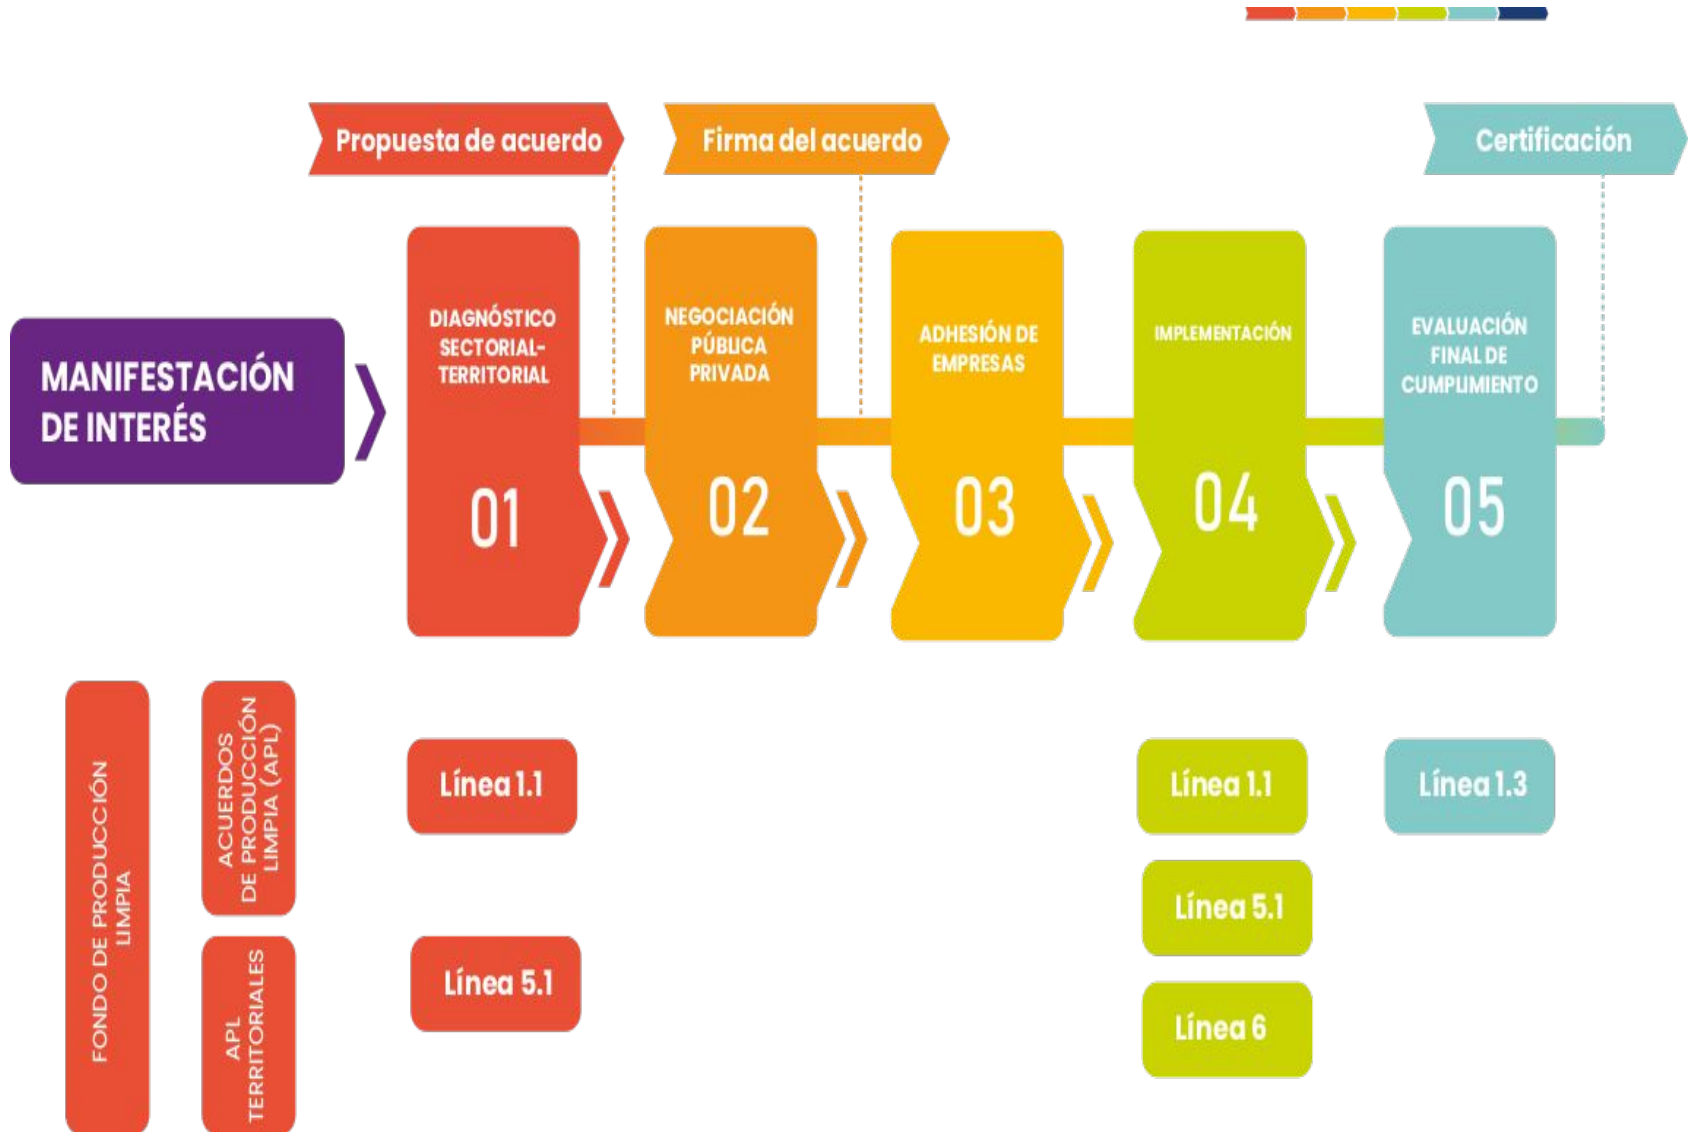 Propuesta de acuerdo
Firma del acuerdo
Certificación
MANIFESTACIÓN
DE INTERÉS
DIAGNÓSTICO
SECTORIAL-
TERRITORIAL
01
NEGOCIACIÓN
PÚBLICA
PRIVADA
02
ADHESIÓN DE
EMPRESAS
03
IMPLEMENTACIÓN
04
EVALUACIÓN
FINAL DE
CUMPLIMIENTO
05
FONDO DE PRODUCCIÓN
LIMPIA
ACUERDOS
DE PRODUCCIÓN
LIMPIA (APL)
APL
TERRITORIALES
Línea 1.1
Línea 5.1
Línea 1.1
Línea 5.1
Línea 6
Línea 1.3